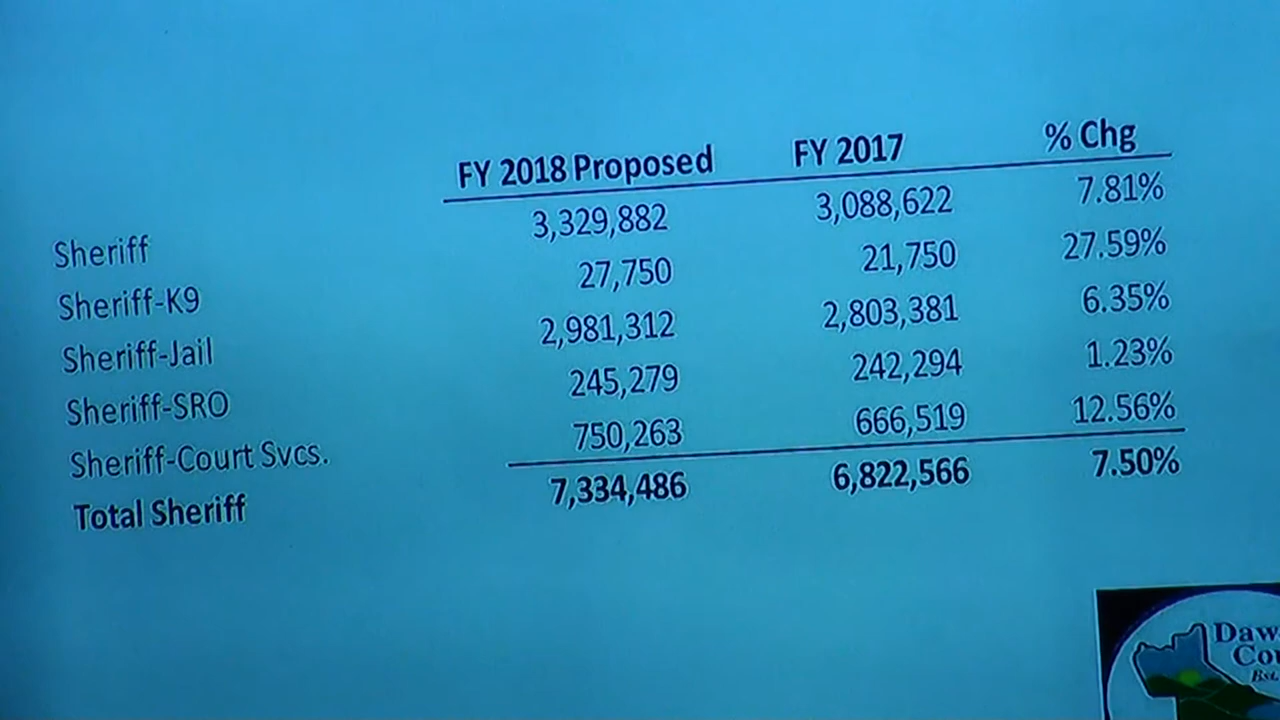 FY 2018 Proposed FY 2017 % Chg
Sheriff 3,329,882 3,088,622 7.81%
Sheriff-K9 27,750 21,750 27.59%
Sheriff-Jail 2,981,312 2,803,381 6.35%
Sheriff-SRO 245,279 242,294 1.23%
Sheriff-Court Svcs. 750,263 666,519 12.56%
Total Sheriff 7,334,486 6,822,566 7.50%
Daw
Cou
Est.